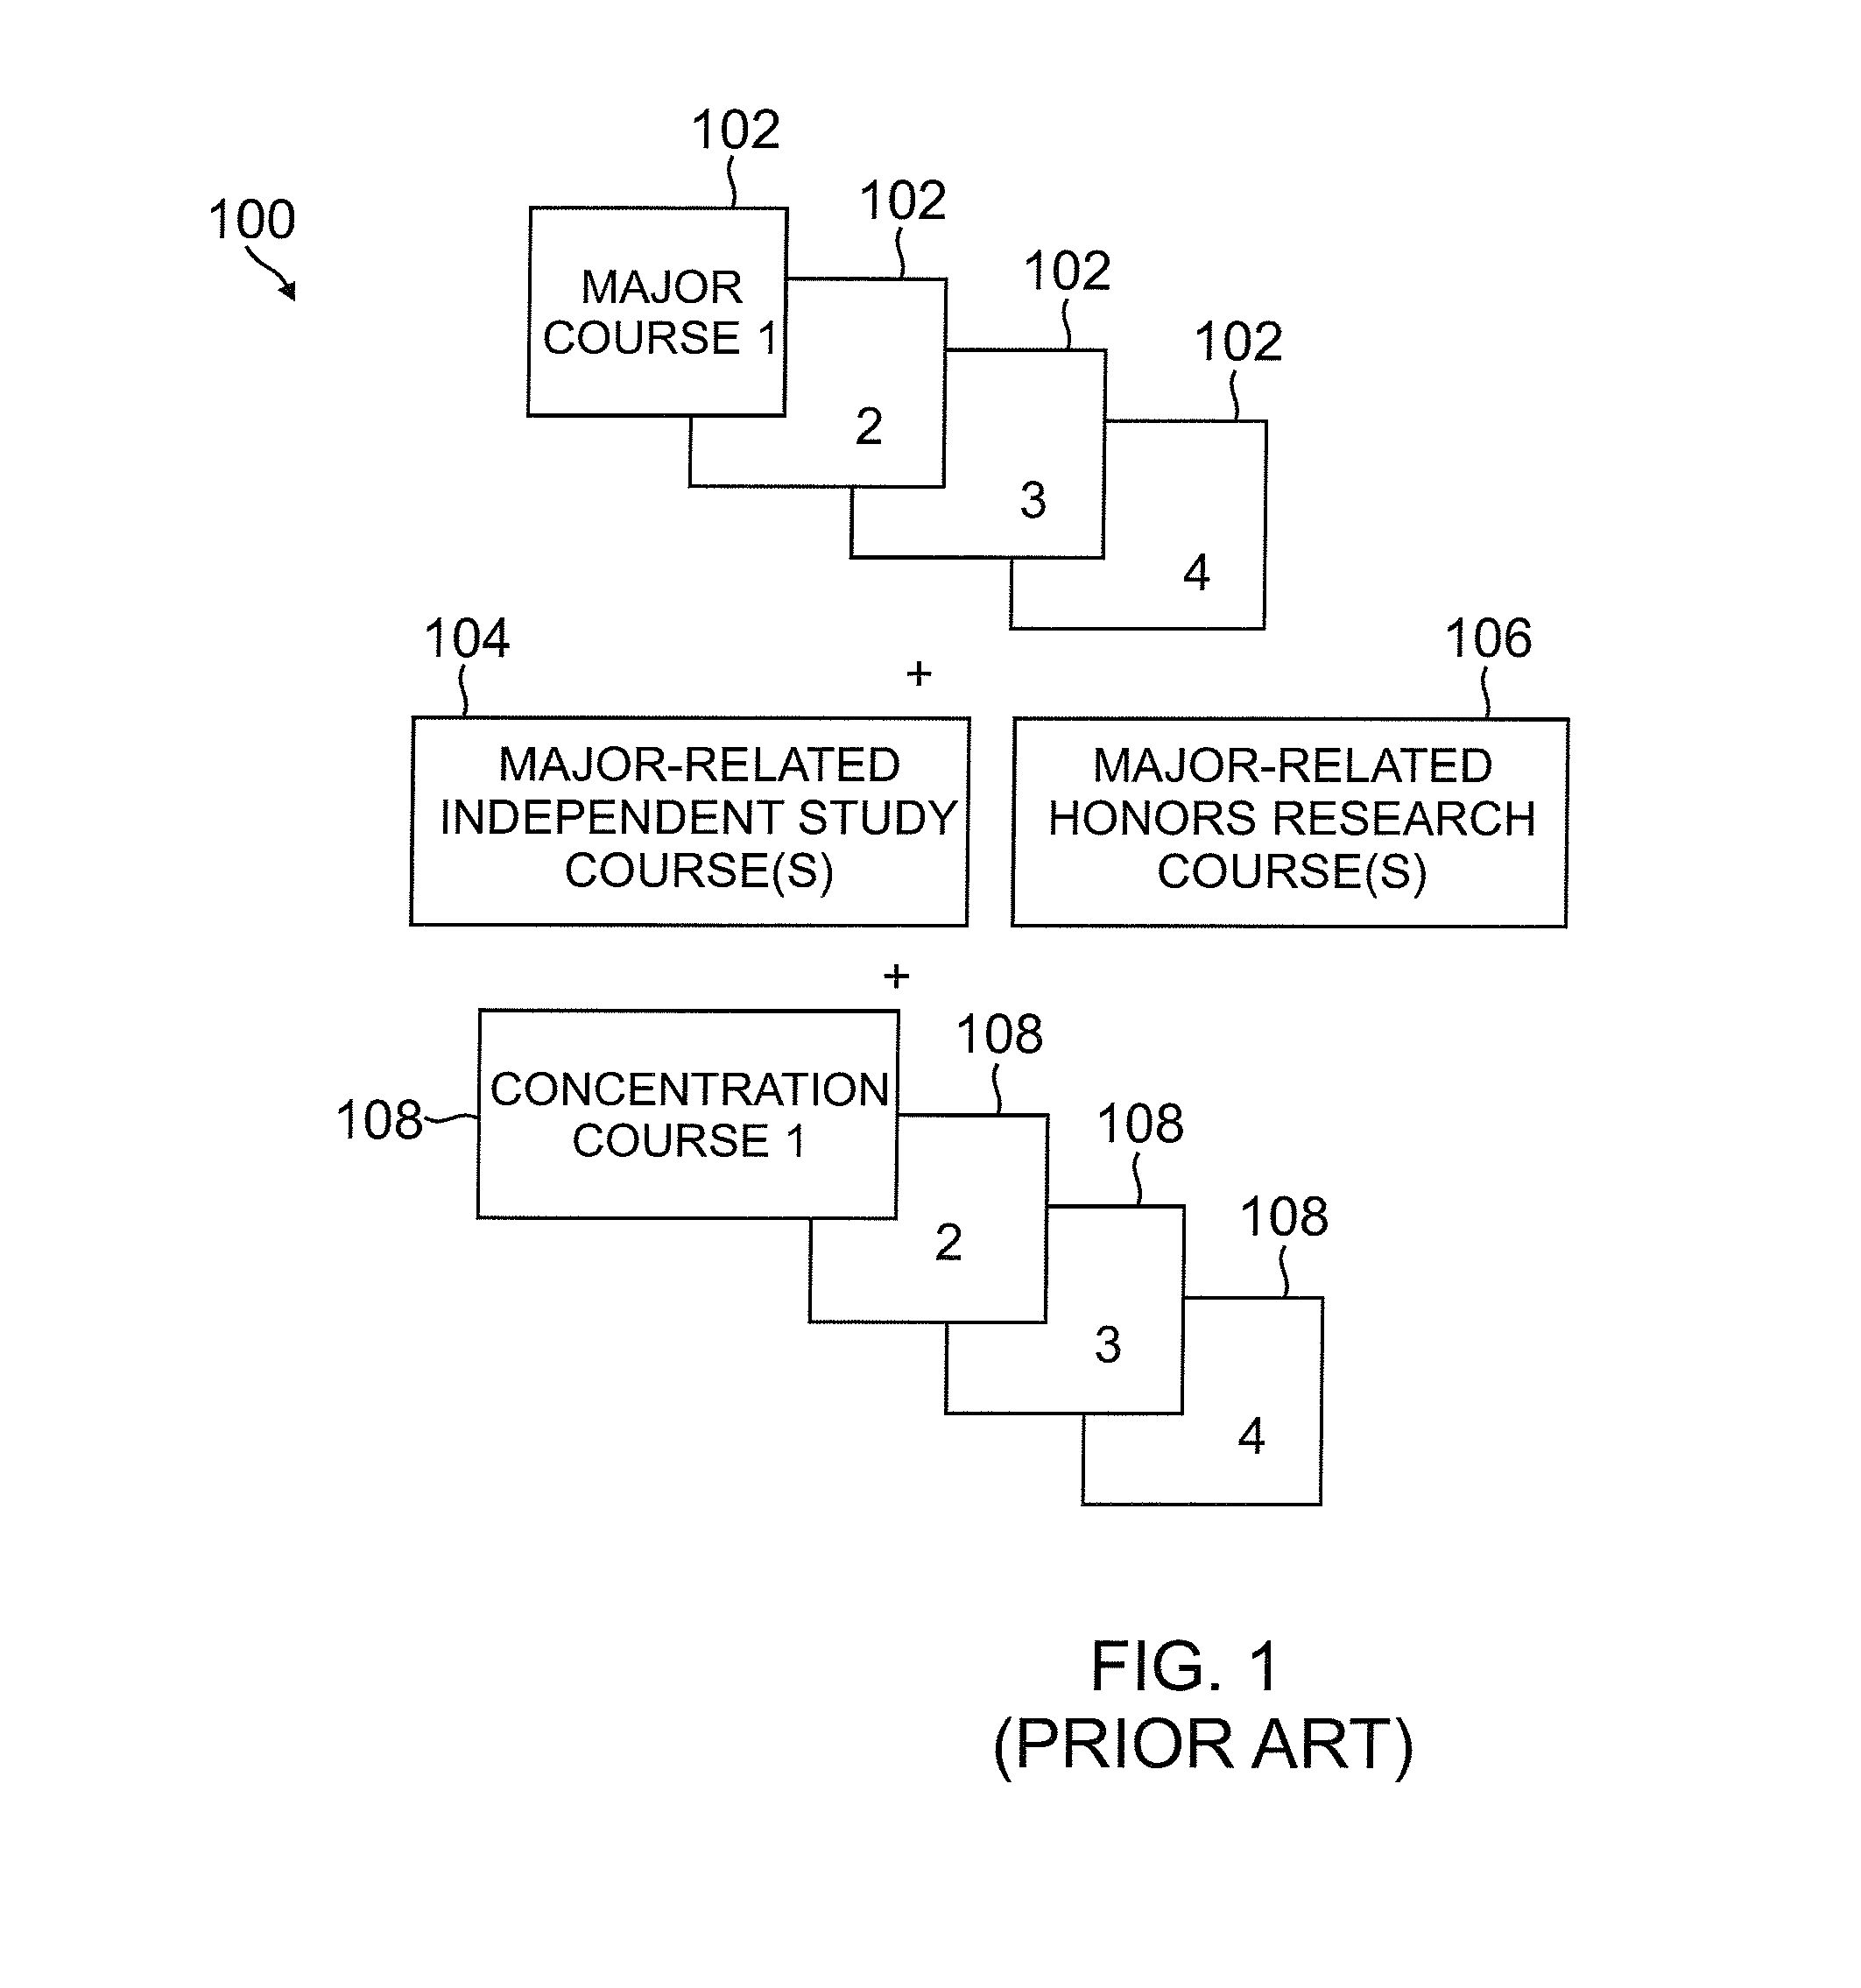 102
100
102
MAJOR
COURSE 1
102
102
2
3
4
104
106
+
MAJOR-RELATED
INDEPENDENT STUDY
COURSE(S)
MAJOR-RELATED
HONORS RESEARCH
COURSE(S)
+
108
CONCENTRATION
COURSE 1
108
108
108
2
3
4
FIG. 1
(PRIOR ART)